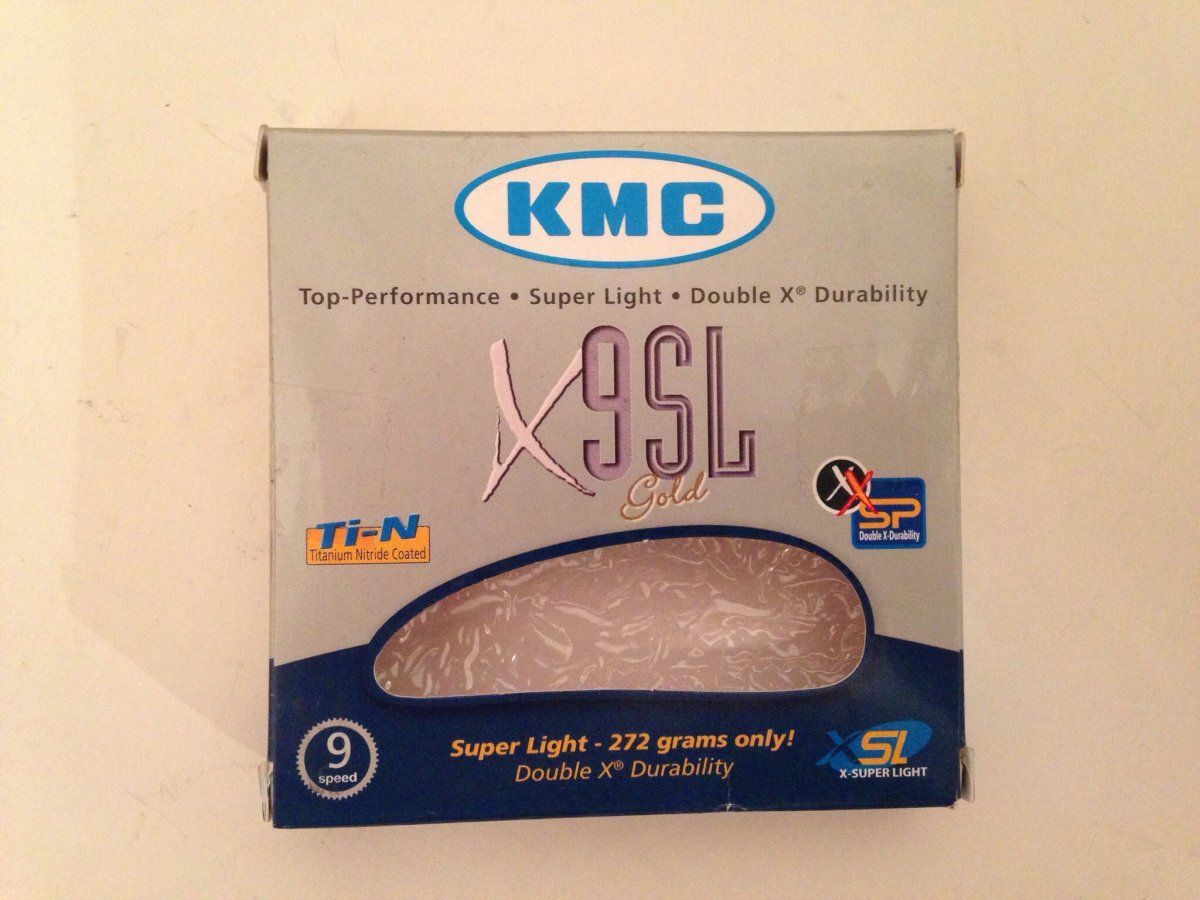 KMC
Top-Performance • Super Light • Double X® Durability
X9SL
Gold
XX
SP
Double X-Durability
Ti-N
Titanium Nitride Coated
9
speed
Super Light - 272 grams only!
Double X® Durability
XSL
X-SUPER LIGHT